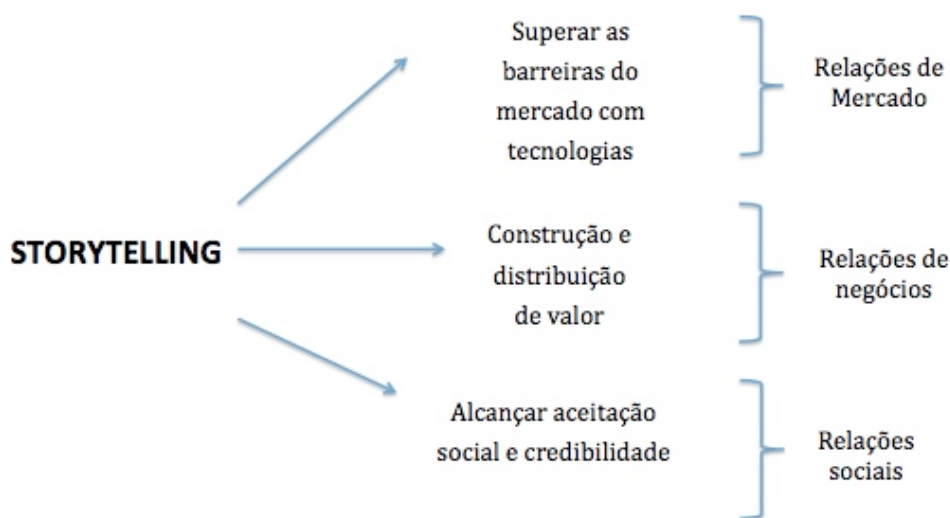 Superar as
barreiras do
mercado com
tecnologias
Relações de
Mercado
STORYTELLING
Construção e
distribuição
de valor
Relações de
negócios
Alcançar aceitação
social e credibilidade
Relações
sociais